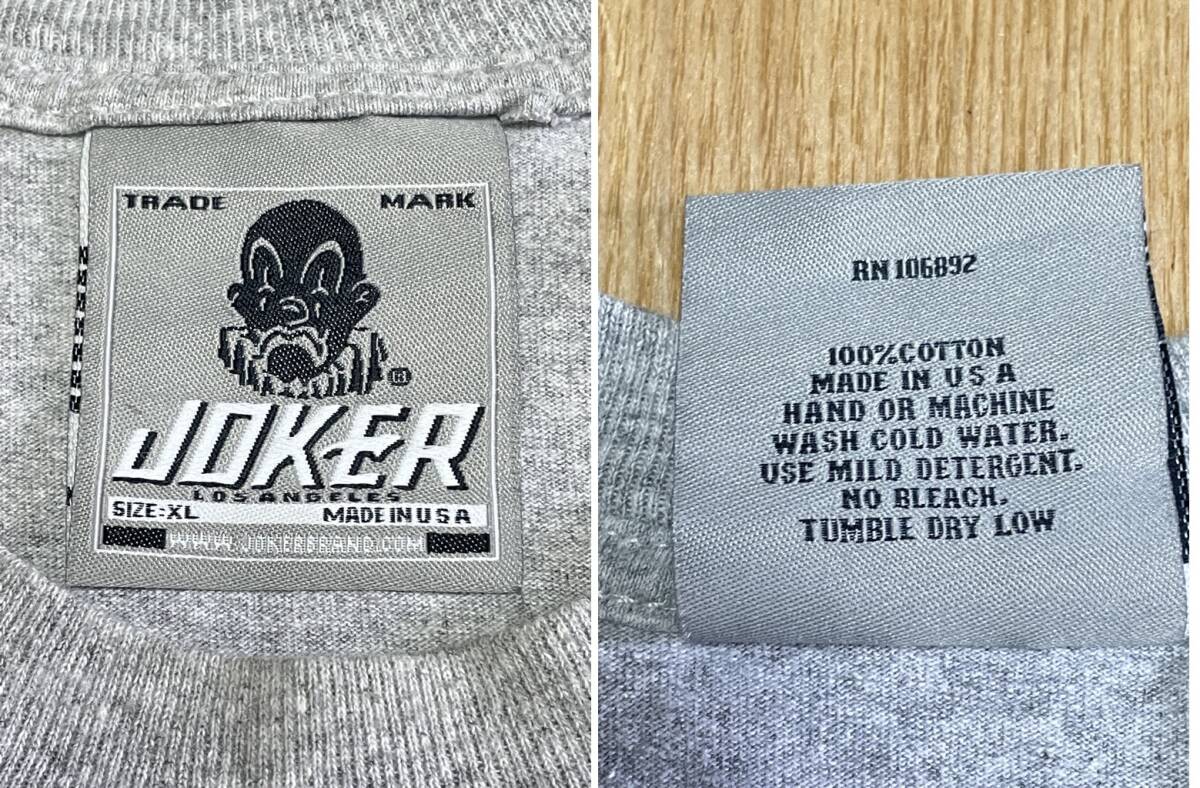 TRADE MARK
®
JOKER
LOS ANGELES
SIZE:XL MADE IN U S A
WWW.JOKERBRAND.COM
RN 106892
100%COTTON
MADE IN U S A
HAND OR MACHINE
WASH COLD WATER.
USE MILD DETERGENT.
NO BLEACH.
TUMBLE DRY LOW